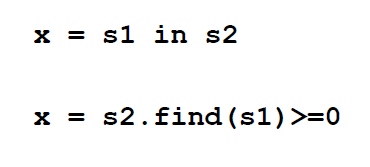 x = s1 in s2
x = s2.find(s1)>=0